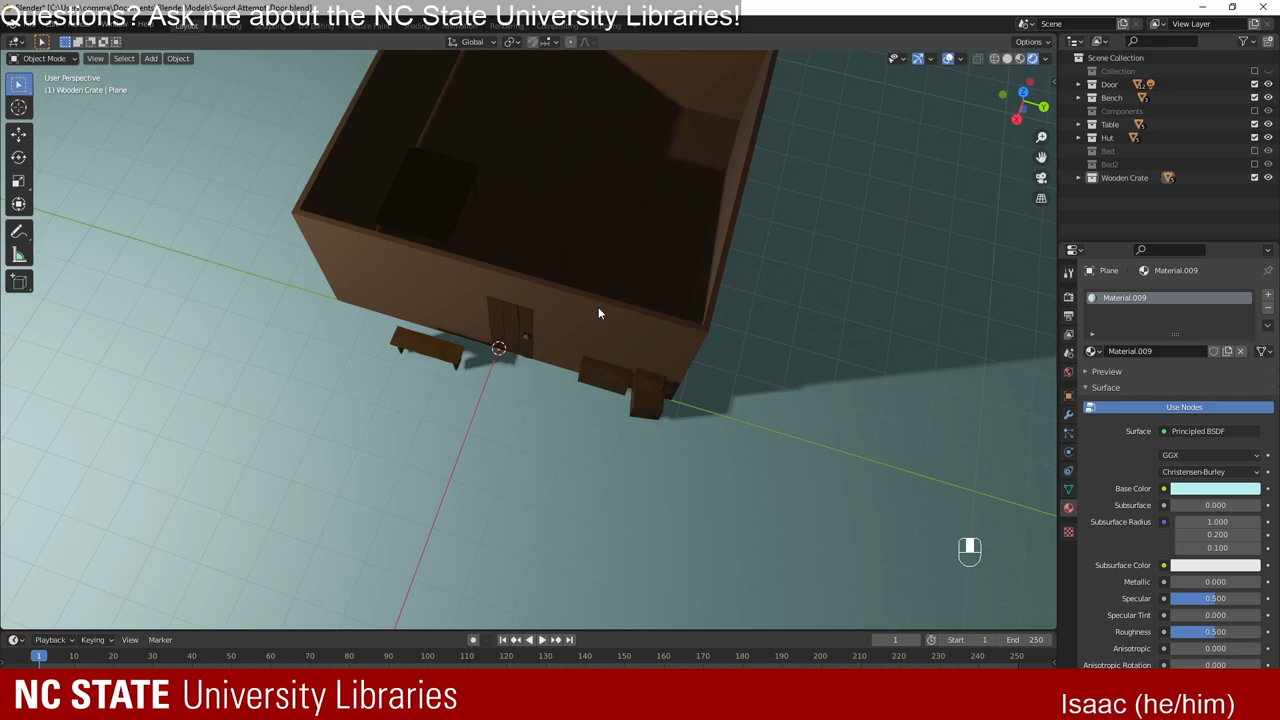 Questions? Ask me about the NC State University Libraries!
Scene
View Layer
Global
Options
Object Mode
View
Select
Add
Object
User Perspective
(1) Wooden Crate | Plane
Scene Collection
Collection
Door
Bench
Components
Table
Hut
Bed
Bed2
Wooden Crate
Plane
Material.009
Material.009
Material.009
Preview
Surface
Use Nodes
Surface
Principled BSDF
GGX
Christensen-Burley
Base Color
Subsurface
0.000
Subsurface Radius
1.000
0.200
0.100
Subsurface Color
Metallic
0.000
Specular
0.500
Specular Tint
0.000
Roughness
0.500
Anisotropic
0.000
Anisotropic Rotation
0.000
Playback
Keying
View
Marker
1
Start
1
End
250
1
10
20
30
40
50
60
70
80
90
100
110
120
130
140
150
160
170
180
190
200
210
220
230
240
250
NC STATE University Libraries
Isaac (he/him)